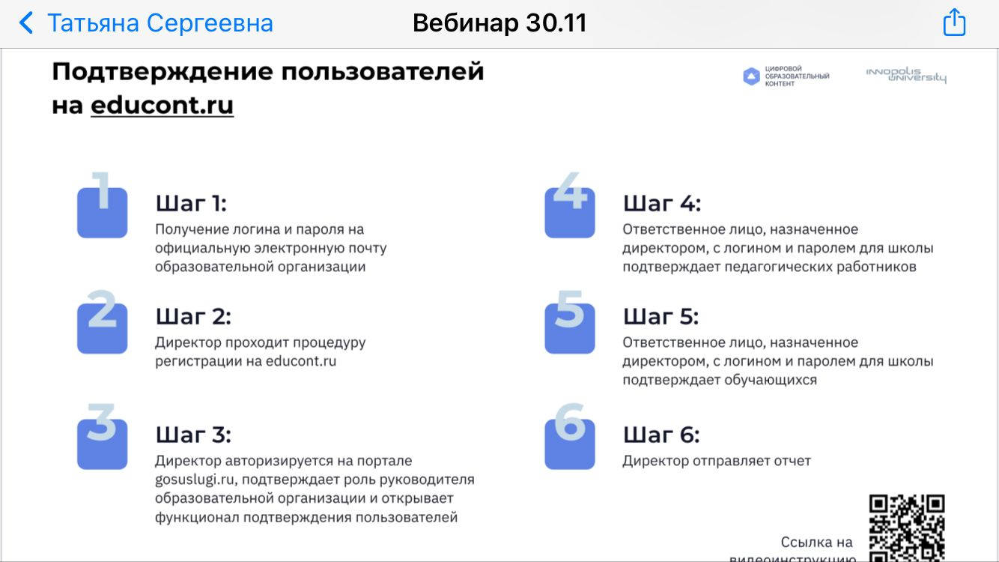 Татьяна Сергеевна
Вебинар 30.11
Подтверждение пользователей
на educont.ru
ЦИФРОВОЙ
ОБРАЗОВАТЕЛЬНЫЙ
КОНТЕНТ
INNOPOLIS
UNIVERSITY
1
Шаг 1:
Получение логина и пароля на
официальную электронную почту
образовательной организации
2
Шаг 2:
Директор проходит процедуру
регистрации на educont.ru
3
Шаг 3:
Директор авторизируется на портале
gosuslugi.ru, подтверждает роль руководителя
образовательной организации и открывает
функционал подтверждения пользователей
4
Шаг 4:
Ответственное лицо, назначенное
директором, с логином и паролем для школы
подтверждает педагогических работников
5
Шаг 5:
Ответственное лицо, назначенное
директором, с логином и паролем для школы
подтверждает обучающихся
6
Шаг 6:
Директор отправляет отчет
Ссылка на
видеоинструкцию